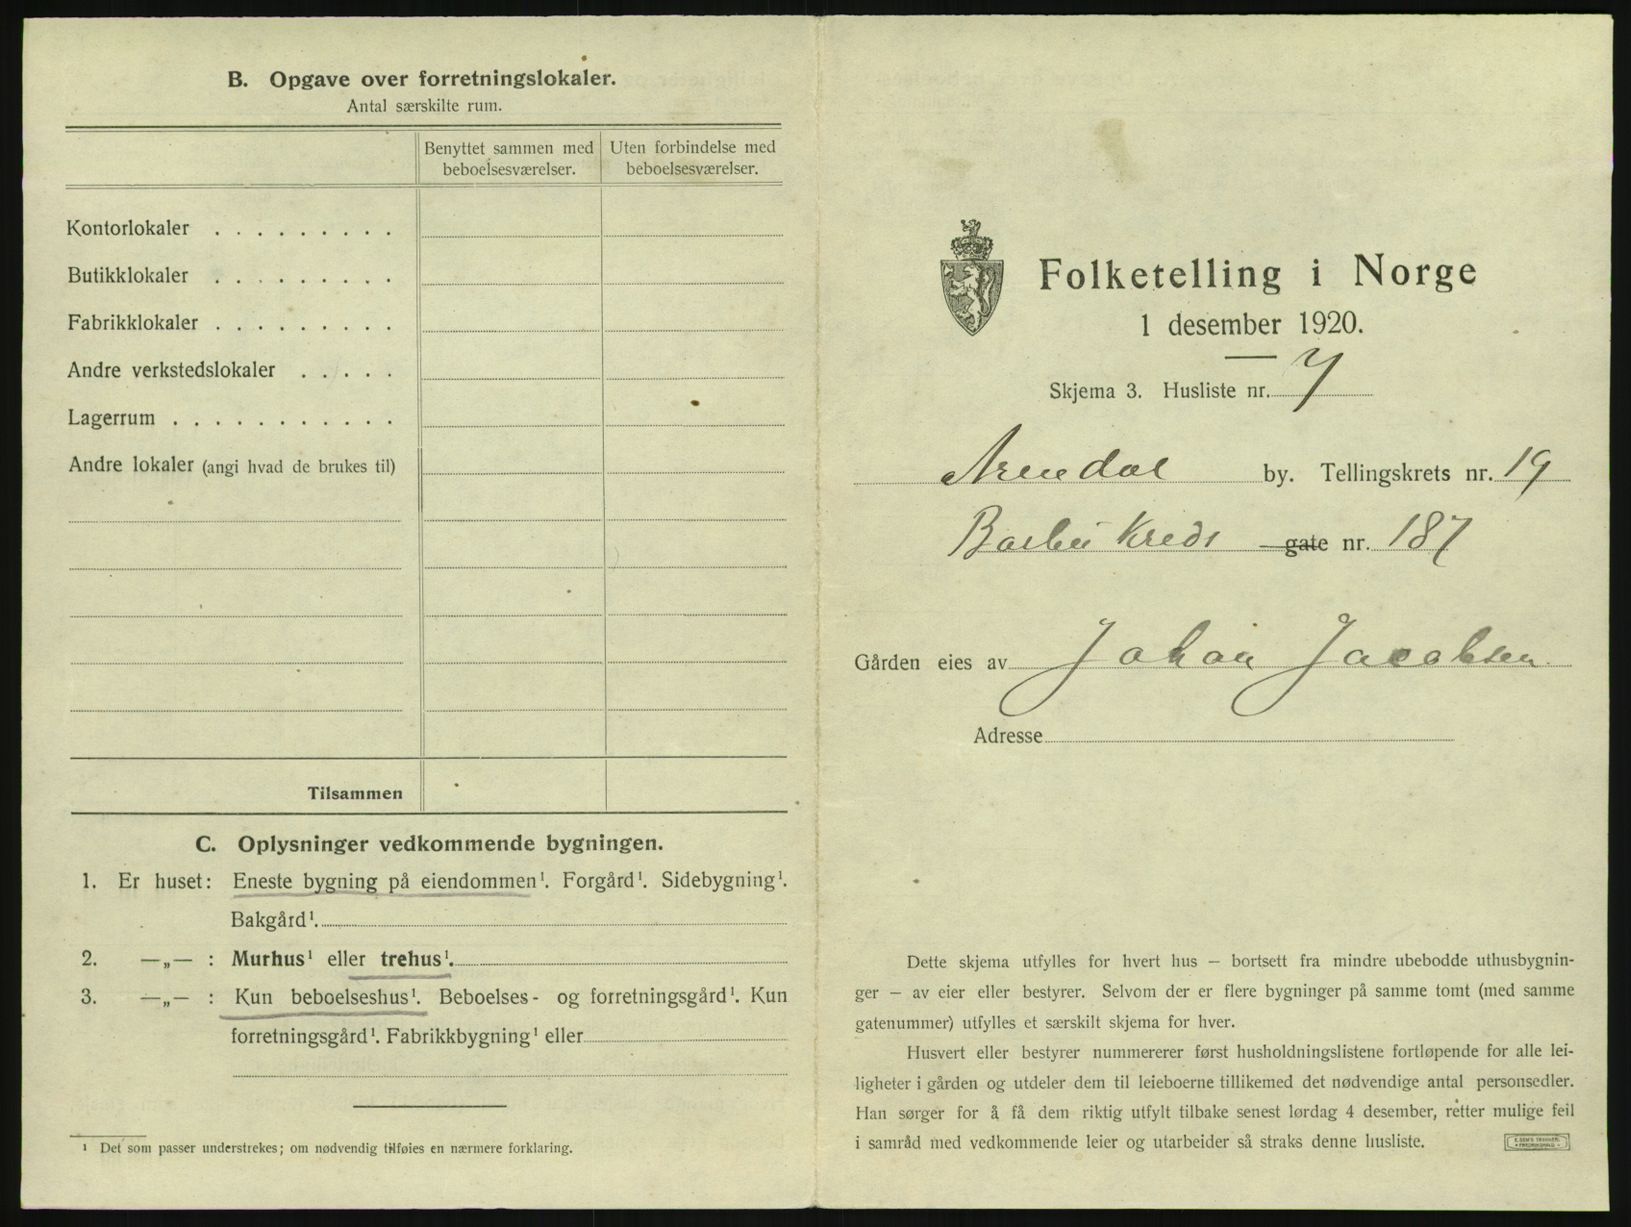 B. Opgave over forretningslokaler.
Antal særskilte rum.
Benyttet sammen med beboelsesværelser.
Uten forbindelse med beboelsesværelser.
Kontorlokaler . . . . . . . . .
Butikklokaler . . . . . . . . .
Fabrikklokaler . . . . . . . . .
Andre verkstedslokaler . . . . .
Lagerrum . . . . . . . . . . .
Andre lokaler (angi hvad de brukes til)
Tilsammen
C. Oplysninger vedkommende bygningen.
1. Er huset: Eneste bygning på eiendommen¹. Forgård¹. Sidebygning¹.
Bakgård¹.
2. —„— : Murhus¹ eller trehus¹.
3. —„— : Kun beboelseshus¹. Beboelses- og forretningsgård¹. Kun
forretningsgård¹. Fabrikkbygning¹ eller
¹ Det som passer understrekes; om nødvendig tilføies en nærmere forklaring.
Folketelling i Norge
1 desember 1920.
Skjema 3. Husliste nr. 7
Arendal by. Tellingskrets nr. 19
Barbu Kreds gate nr. 187
Gården eies av Johan Jacobsen
Adresse
Dette skjema utfylles for hvert hus — bortsett fra mindre ubebodde uthusbygnin-
ger — av eier eller bestyrer. Selvom der er flere bygninger på samme tomt (med samme
gatenummer) utfylles et særskilt skjema for hver.
Husvert eller bestyrer nummererer først husholdningslistene fortløpende for alle lei-
ligheter i gården og utdeler dem til leieboerne tillikemed det nødvendige antal personsedler.
Han sørger for å få dem riktig utfylt tilbake senest lørdag 4 desember, retter mulige feil
i samråd med vedkommende leier og utarbeider så straks denne husliste.